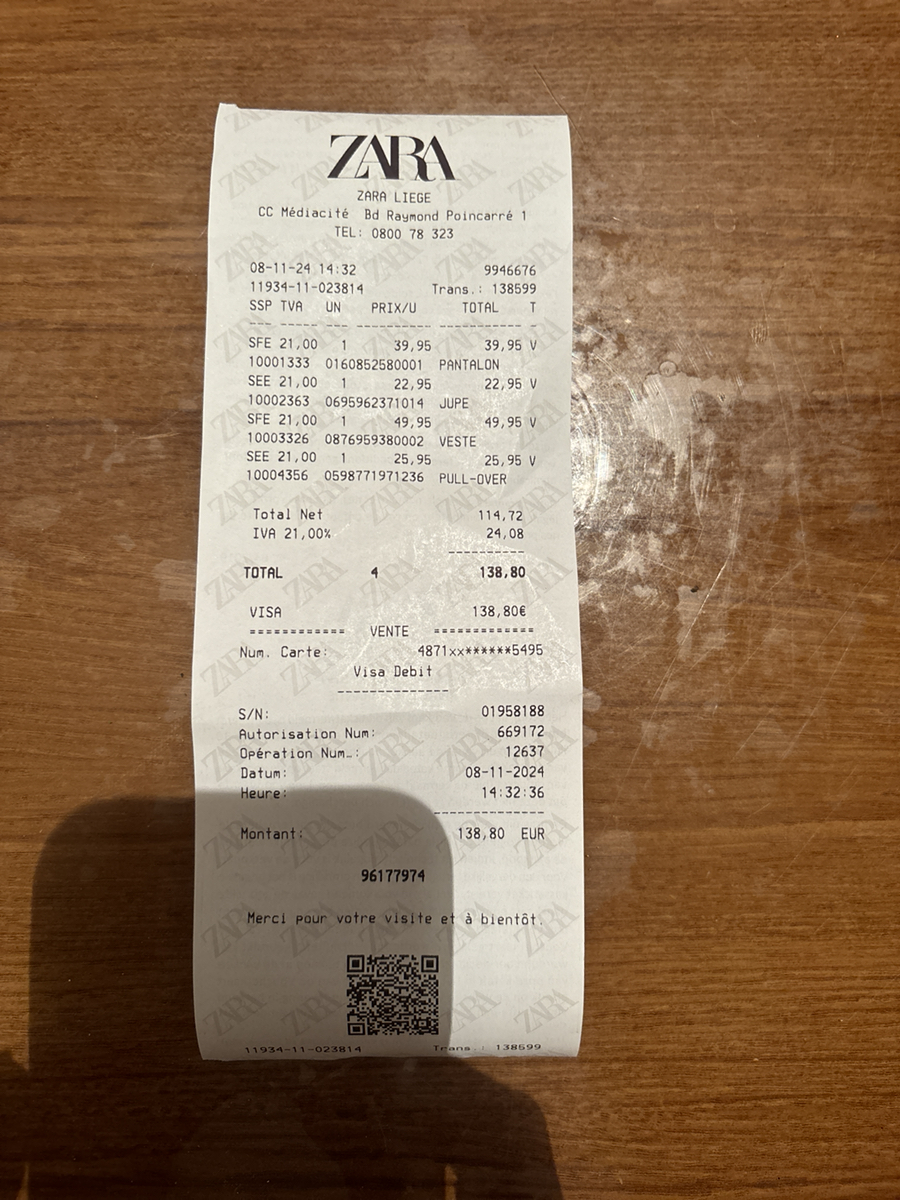 ZARA
ZARA LIEGE
CC Médiacité Bd Raymond Poincarré 1
TEL: 0800 78 323
08-11-24 14:32 9946676
11934-11-023814 Trans.: 138599
SSP TVA UN PRIX/U TOTAL T
SFE 21,00 1 39,95 39,95 V
10001333 0160852580001 PANTALON
SEE 21,00 1 22,95 22,95 V
10002363 0695962371014 JUPE
SFE 21,00 1 49,95 49,95 V
10003326 0876959380002 VESTE
SEE 21,00 1 25,95 25,95 V
10004356 0598771971236 PULL-OVER
Total Net 114,72
IVA 21,00% 24,08
----------
TOTAL 4 138,80
VISA 138,80€
============ VENTE =============
Num. Carte: 4871xx******5495
Visa Debit
--------------
S/N: 01958188
Autorisation Num: 669172
Opération Num…: 12637
Datum: 08-11-2024
Heure: 14:32:36
--------------
Montant: 138,80 EUR
96177974
Merci pour votre visite et à bientôt.
11934-11-023814 Trans.: 138599